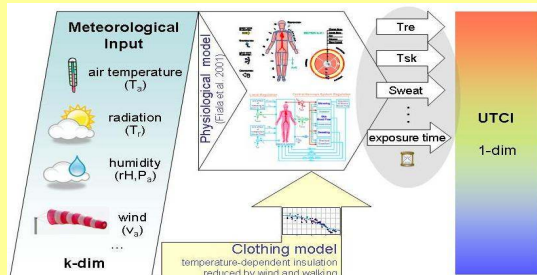 Meteorological
Input
air temperature
(Ta)
radiation
(Tr)
humidity
(rH,Pa)
wind
(va)
...
k-dim
Physiological model
(Fiala et al. 2001)
Tre
Tsk
Sweat
exposure time
UTCI
1-dim
Clothing model
temperature-dependent insulation
reduced by wind and walking